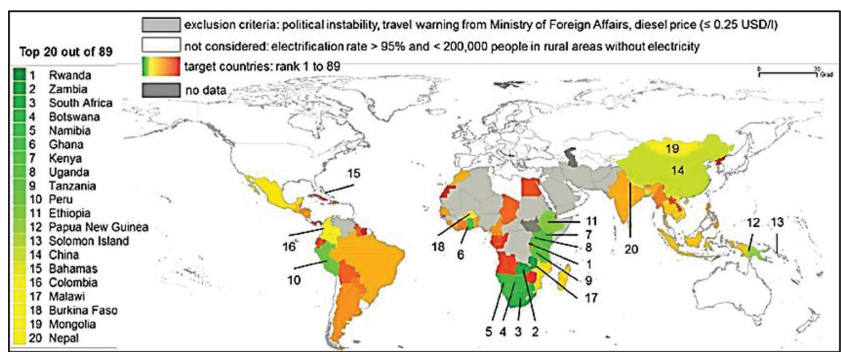 exclusion criteria: political instability, travel warning from Ministry of Foreign Affairs, diesel price (≤ 0.25 USD/l)
not considered: electrification rate > 95% and < 200,000 people in rural areas without electricity
target countries: rank 1 to 89
no data
30
Grad
Top 20 out of 89
1 Rwanda
2 Zambia
3 South Africa
4 Botswana
5 Namibia
6 Ghana
7 Kenya
8 Uganda
9 Tanzania
10 Peru
11 Ethiopia
12 Papua New Guinea
13 Solomon Island
14 China
15 Bahamas
16 Colombia
17 Malawi
18 Burkina Faso
19 Mongolia
20 Nepal
19
15
14
11
12
13
7
16
18
6
8
20
1
10
9
17
5
4
3
2